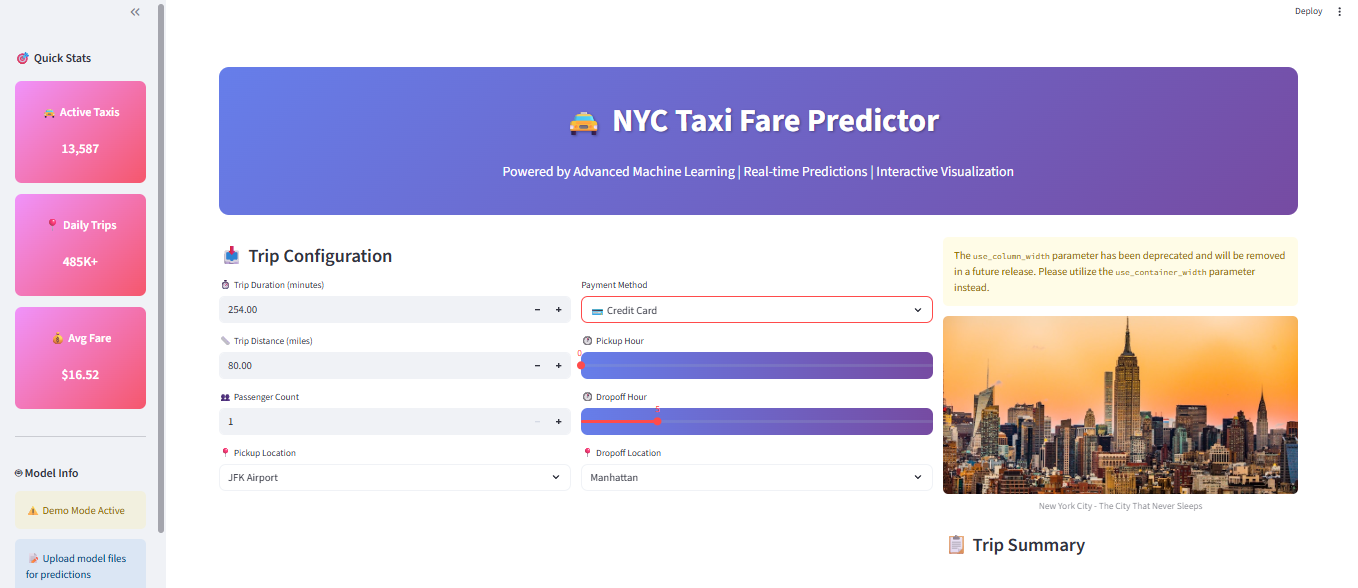 Deploy
Quick Stats
Active Taxis
13,587
Daily Trips
485K+
Avg Fare
$16.52
Model Info
Demo Mode Active
Upload model files
for predictions
NYC Taxi Fare Predictor
Powered by Advanced Machine Learning | Real-time Predictions | Interactive Visualization
Trip Configuration
Trip Duration (minutes)
254.00
Trip Distance (miles)
80.00
Passenger Count
1
Pickup Location
JFK Airport
Payment Method
Credit Card
Pickup Hour
0
Dropoff Hour
Dropoff Location
Manhattan
The use_column_width parameter has been deprecated and will be removed
in a future release. Please utilize the use_container_width parameter
instead.
New York City - The City That Never Sleeps
Trip Summary